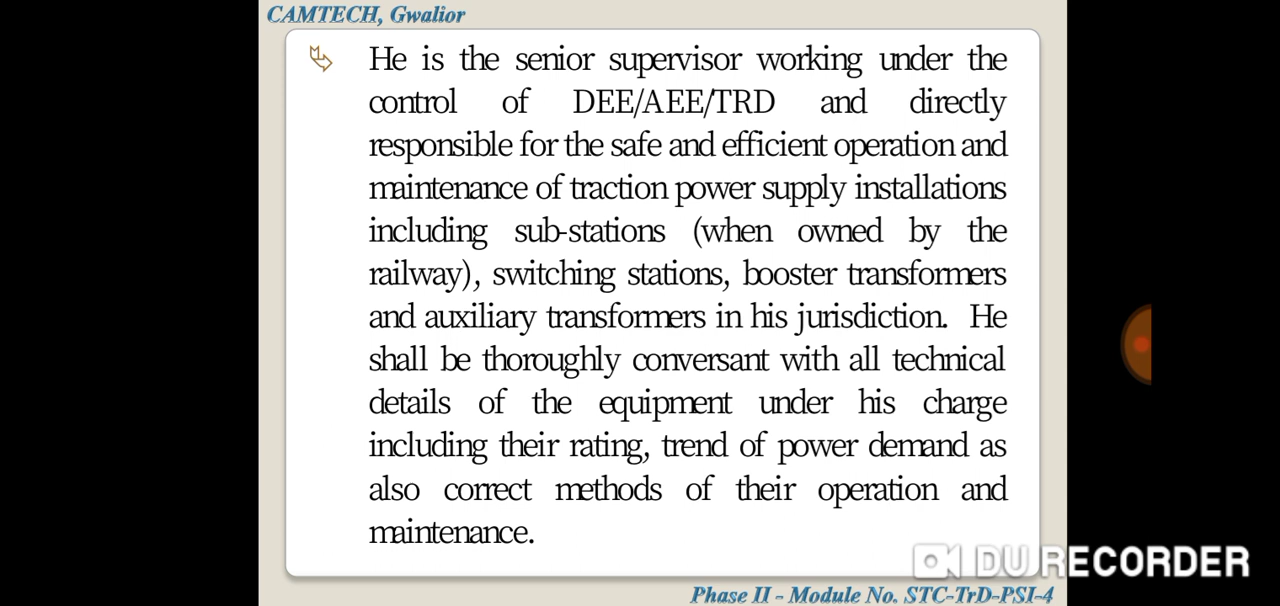 CAMTECH, Gwalior
He is the senior supervisor working under the
control of DEE/AEE/TRD and directly
responsible for the safe and efficient operation and
maintenance of traction power supply installations
including sub-stations (when owned by the
railway), switching stations, booster transformers
and auxiliary transformers in his jurisdiction. He
shall be thoroughly conversant with all technical
details of the equipment under his charge
including their rating, trend of power demand as
also correct methods of their operation and
maintenance.
DU RECORDER
Phase II - Module No. STC-TrD-PSI-4